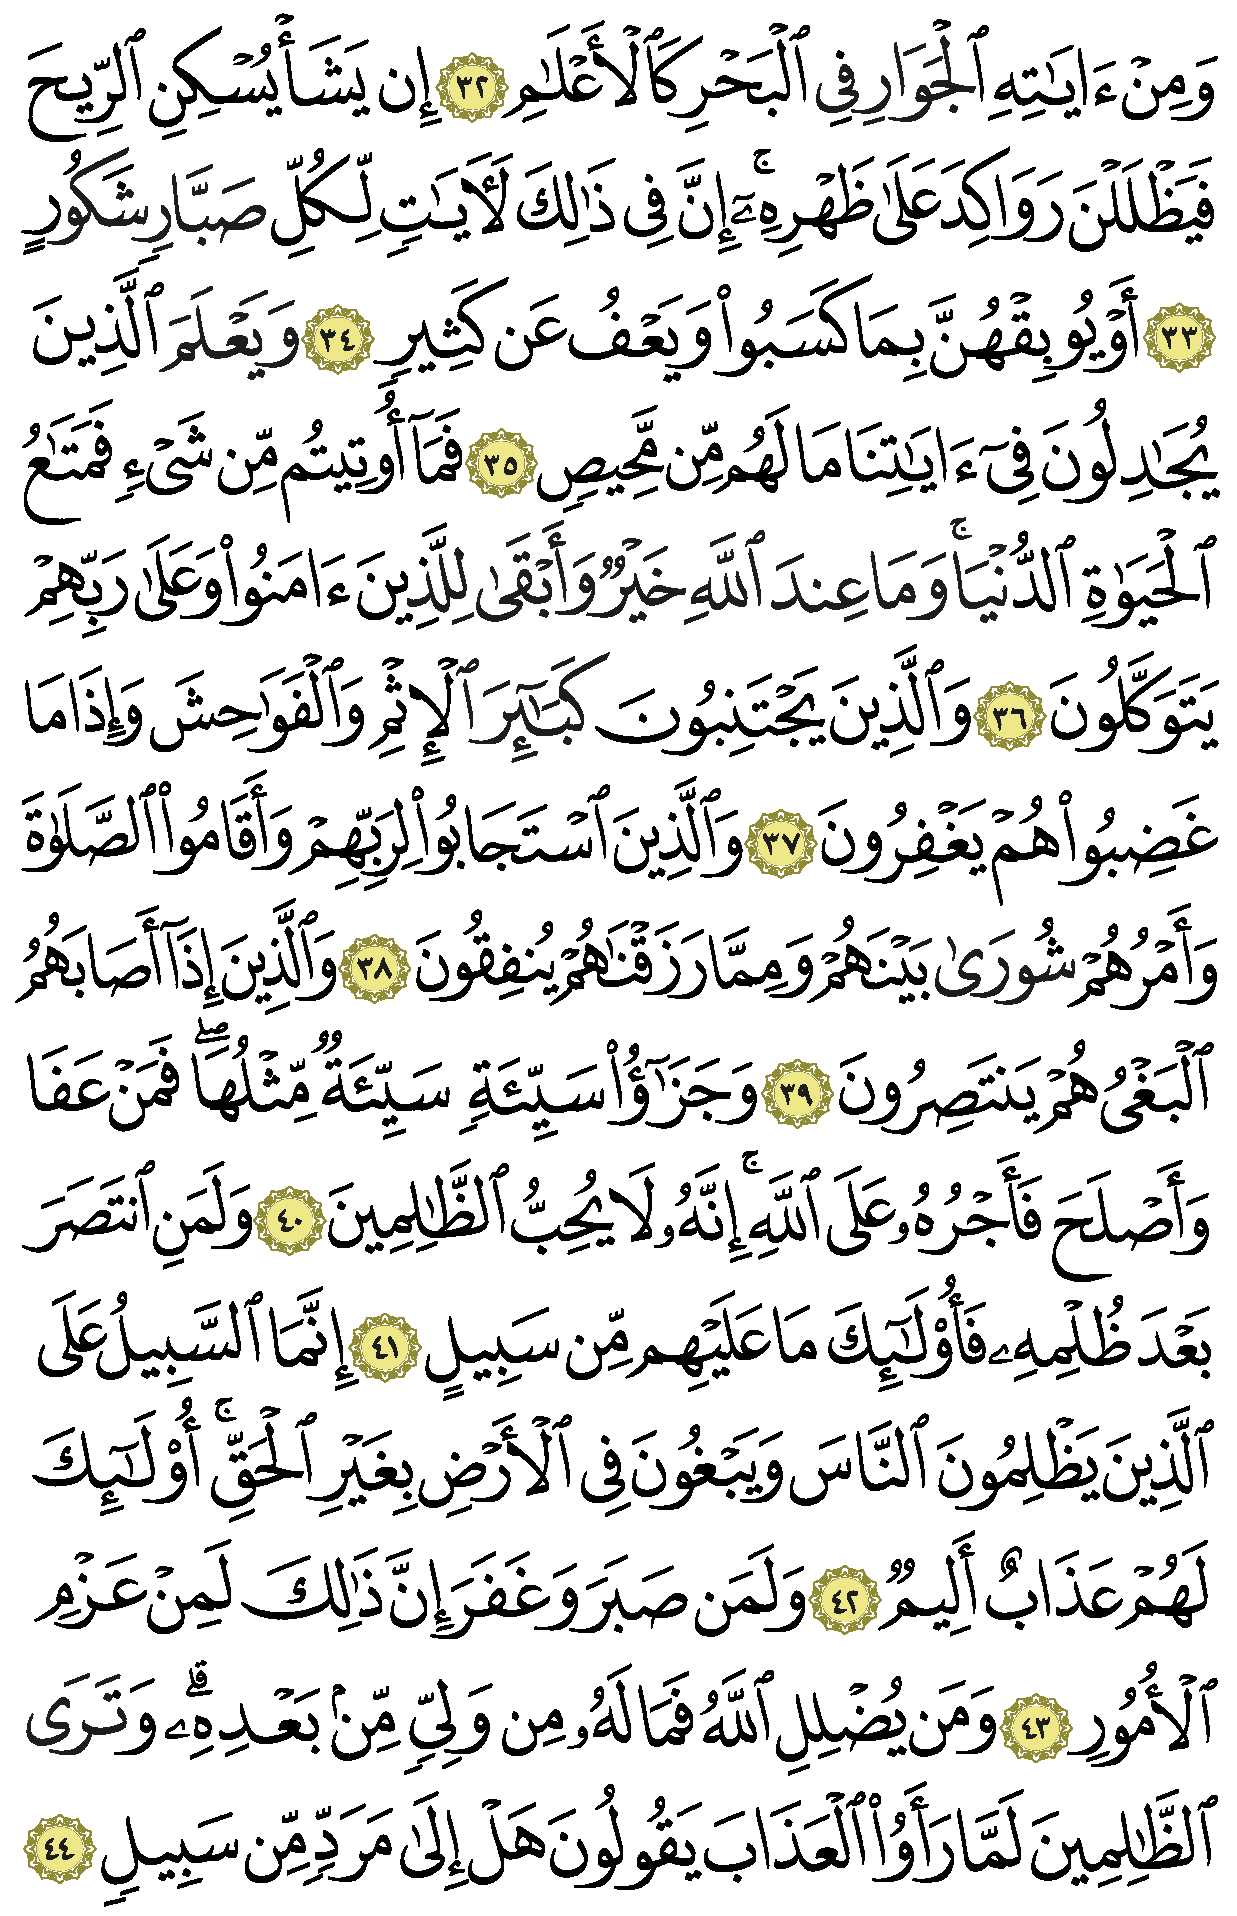 وَمِنْ ءَايَٰتِهِ ٱلْجَوَارِ فِى ٱلْبَحْرِ كَٱلْأَعْلَٰمِ ٣٢ إِن يَشَأْ يُسْكِنِ ٱلرِّيحَ
فَيَظْلَلْنَ رَوَاكِدَ عَلَىٰ ظَهْرِهِۦٓ ۚ إِنَّ فِى ذَٰلِكَ لَـَٔايَٰتٍ لِّكُلِّ صَبَّارٍ شَكُورٍ
٣٣ أَوْ يُوبِقْهُنَّ بِمَا كَسَبُوا۟ وَيَعْفُ عَن كَثِيرٍ ٣٤ وَيَعْلَمَ ٱلَّذِينَ
يُجَٰدِلُونَ فِىٓ ءَايَٰتِنَا مَا لَهُم مِّن مَّحِيصٍ ٣٥ فَمَآ أُوتِيتُم مِّن شَىْءٍ فَمَتَٰعُ
ٱلْحَيَوٰةِ ٱلدُّنْيَا ۚ وَمَا عِندَ ٱللَّهِ خَيْرٌ وَأَبْقَىٰ لِلَّذِينَ ءَامَنُوا۟ وَعَلَىٰ رَبِّهِمْ
يَتَوَكَّلُونَ ٣٦ وَٱلَّذِينَ يَجْتَنِبُونَ كَبَٰٓئِرَ ٱلْإِثْمِ وَٱلْفَوَٰحِشَ وَإِذَا مَا
غَضِبُوا۟ هُمْ يَغْفِرُونَ ٣٧ وَٱلَّذِينَ ٱسْتَجَابُوا۟ لِرَبِّهِمْ وَأَقَامُوا۟ ٱلصَّلَوٰةَ
وَأَمْرُهُمْ شُورَىٰ بَيْنَهُمْ وَمِمَّا رَزَقْنَٰهُمْ يُنفِقُونَ ٣٨ وَٱلَّذِينَ إِذَآ أَصَابَهُمُ
ٱلْبَغْىُ هُمْ يَنتَصِرُونَ ٣٩ وَجَزَٰٓؤُا۟ سَيِّئَةٍ سَيِّئَةٌ مِّثْلُهَا ۖ فَمَنْ عَفَا
وَأَصْلَحَ فَأَجْرُهُۥ عَلَى ٱللَّهِ ۚ إِنَّهُۥ لَا يُحِبُّ ٱلظَّٰلِمِينَ ٤٠ وَلَمَنِ ٱنتَصَرَ
بَعْدَ ظُلْمِهِۦ فَأُو۟لَٰٓئِكَ مَا عَلَيْهِم مِّن سَبِيلٍ ٤١ إِنَّمَا ٱلسَّبِيلُ عَلَى
ٱلَّذِينَ يَظْلِمُونَ ٱلنَّاسَ وَيَبْغُونَ فِى ٱلْأَرْضِ بِغَيْرِ ٱلْحَقِّ ۚ أُو۟لَٰٓئِكَ
لَهُمْ عَذَابٌ أَلِيمٌ ٤٢ وَلَمَن صَبَرَ وَغَفَرَ إِنَّ ذَٰلِكَ لَمِنْ عَزْمِ
ٱلْأُمُورِ ٤٣ وَمَن يُضْلِلِ ٱللَّهُ فَمَا لَهُۥ مِن وَلِىٍّ مِّنۢ بَعْدِهِۦ ۗ وَتَرَى
ٱلظَّٰلِمِينَ لَمَّا رَأَوُا۟ ٱلْعَذَابَ يَقُولُونَ هَلْ إِلَىٰ مَرَدٍّ مِّن سَبِيلٍ ٤٤